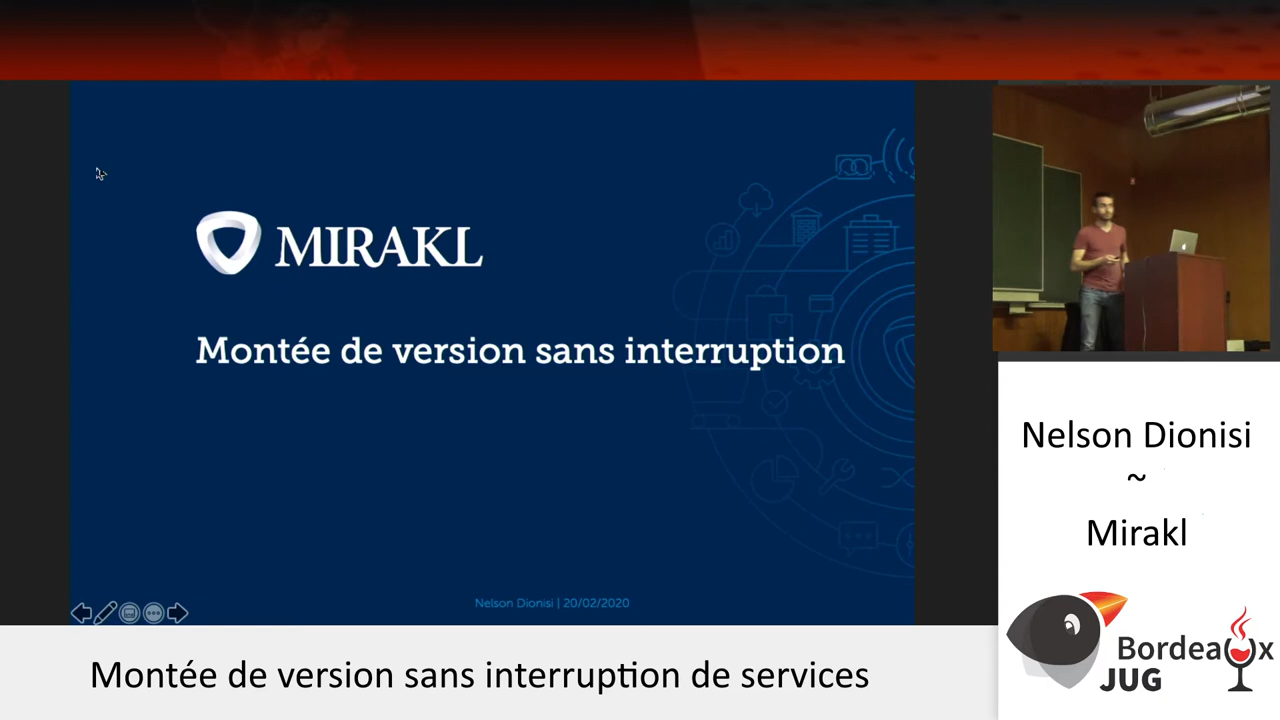 MIRAKL
Montée de version sans interruption
Nelson Dionisi | 20/02/2020
Nelson Dionisi
~
Mirakl
Bordeaux
JUG
Montée de version sans interruption de services